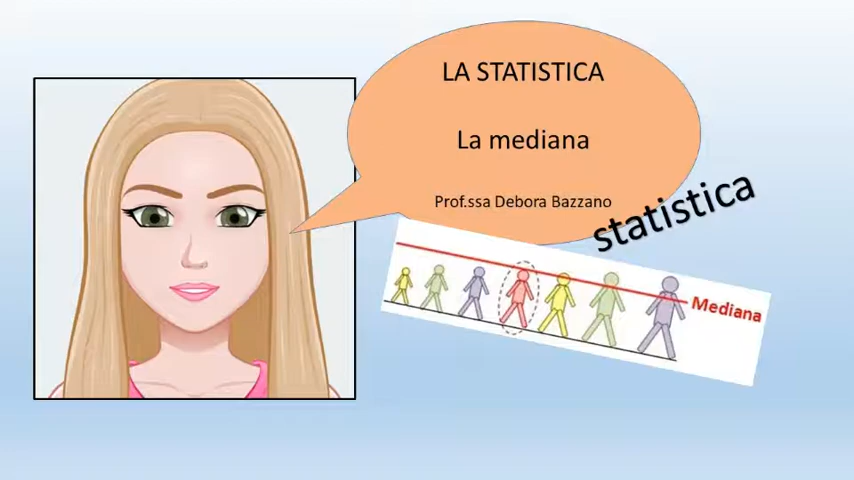 LA STATISTICA
La mediana
Prof.ssa Debora Bazzano
statistica
Mediana